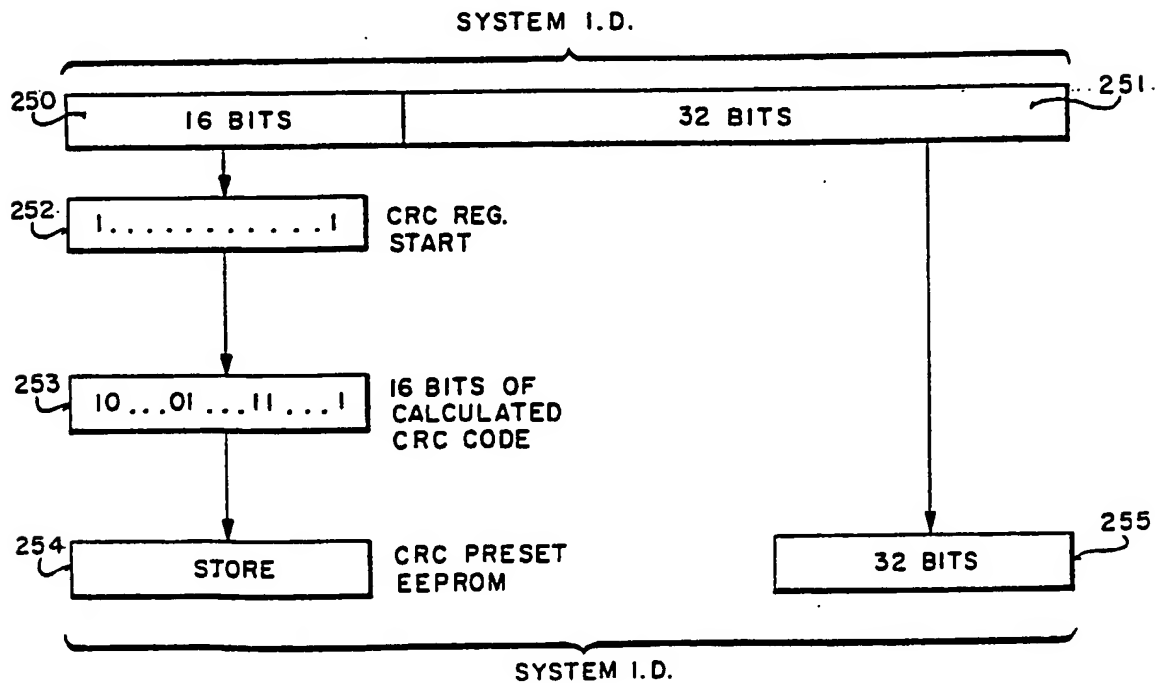 SYSTEM I.D.
250 16 BITS 32 BITS 251.
252. 1...........1 CRC REG.
START
253 10...01...11...1 16 BITS OF
CALCULATED
CRC CODE
254. STORE CRC PRESET
EEPROM
32 BITS 255
SYSTEM I.D.